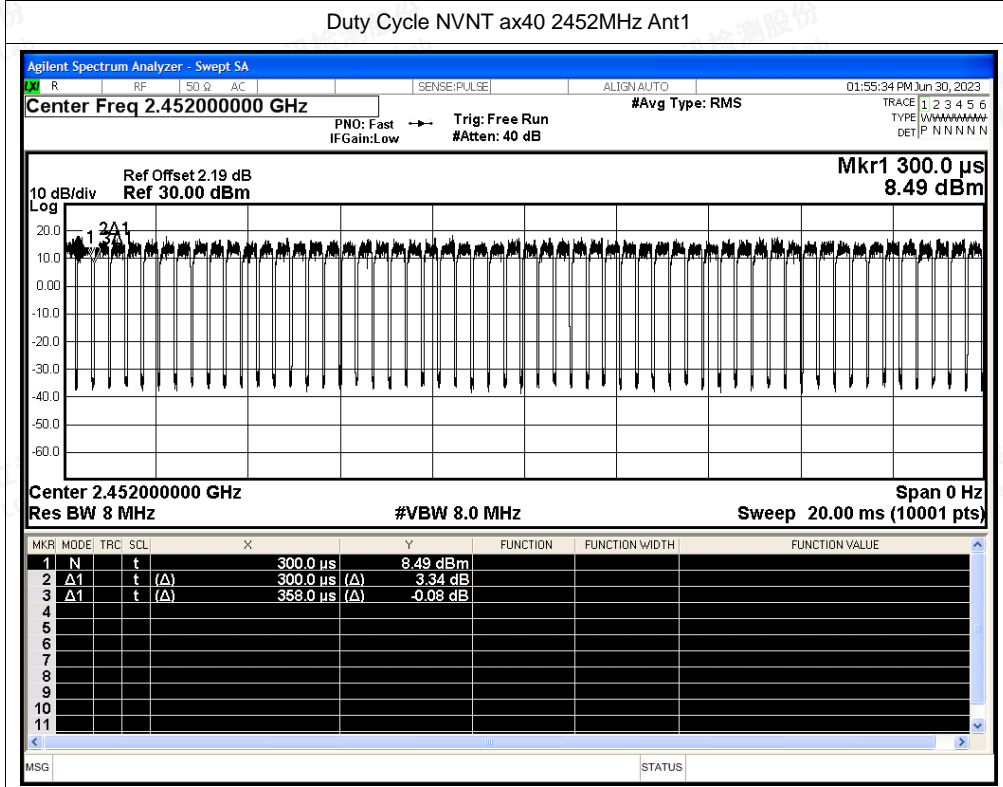 Duty Cycle NVNT ax40 2452MHz Ant1
Agilent Spectrum Analyzer - Swept SA
LXI R RF 50 Ω AC SENSE:PULSE ALIGN AUTO 01:55:34 PM Jun 30, 2023
Center Freq 2.452000000 GHz #Avg Type: RMS TRACE 1 2 3 4 5 6
PNO: Fast Trig: Free Run TYPE
IFGain:Low #Atten: 40 dB DET P N N N N N
Mkr1 300.0 µs
Ref Offset 2.19 dB 8.49 dBm
10 dB/div Ref 30.00 dBm
Log
20.0
1 2Δ1
3Δ1
10.0
0.00
-10.0
-20.0
-30.0
-40.0
-50.0
-60.0
Center 2.452000000 GHz Span 0 Hz
Res BW 8 MHz #VBW 8.0 MHz Sweep 20.00 ms (10001 pts)
MKR MODE TRC SCL X Y FUNCTION FUNCTION WIDTH FUNCTION VALUE
1 N t 300.0 µs 8.49 dBm
2 Δ1 t (Δ) 300.0 µs (Δ) 3.34 dB
3 Δ1 t (Δ) 358.0 µs (Δ) -0.08 dB
4
5
6
7
8
9
10
11
MSG STATUS